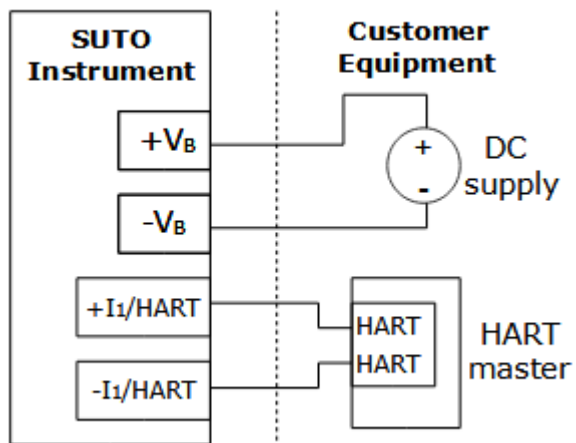 SUTO
Instrument
Customer
Equipment
+VB
-VB
+
-
DC
supply
+I1/HART
-I1/HART
HART
HART
HART
master